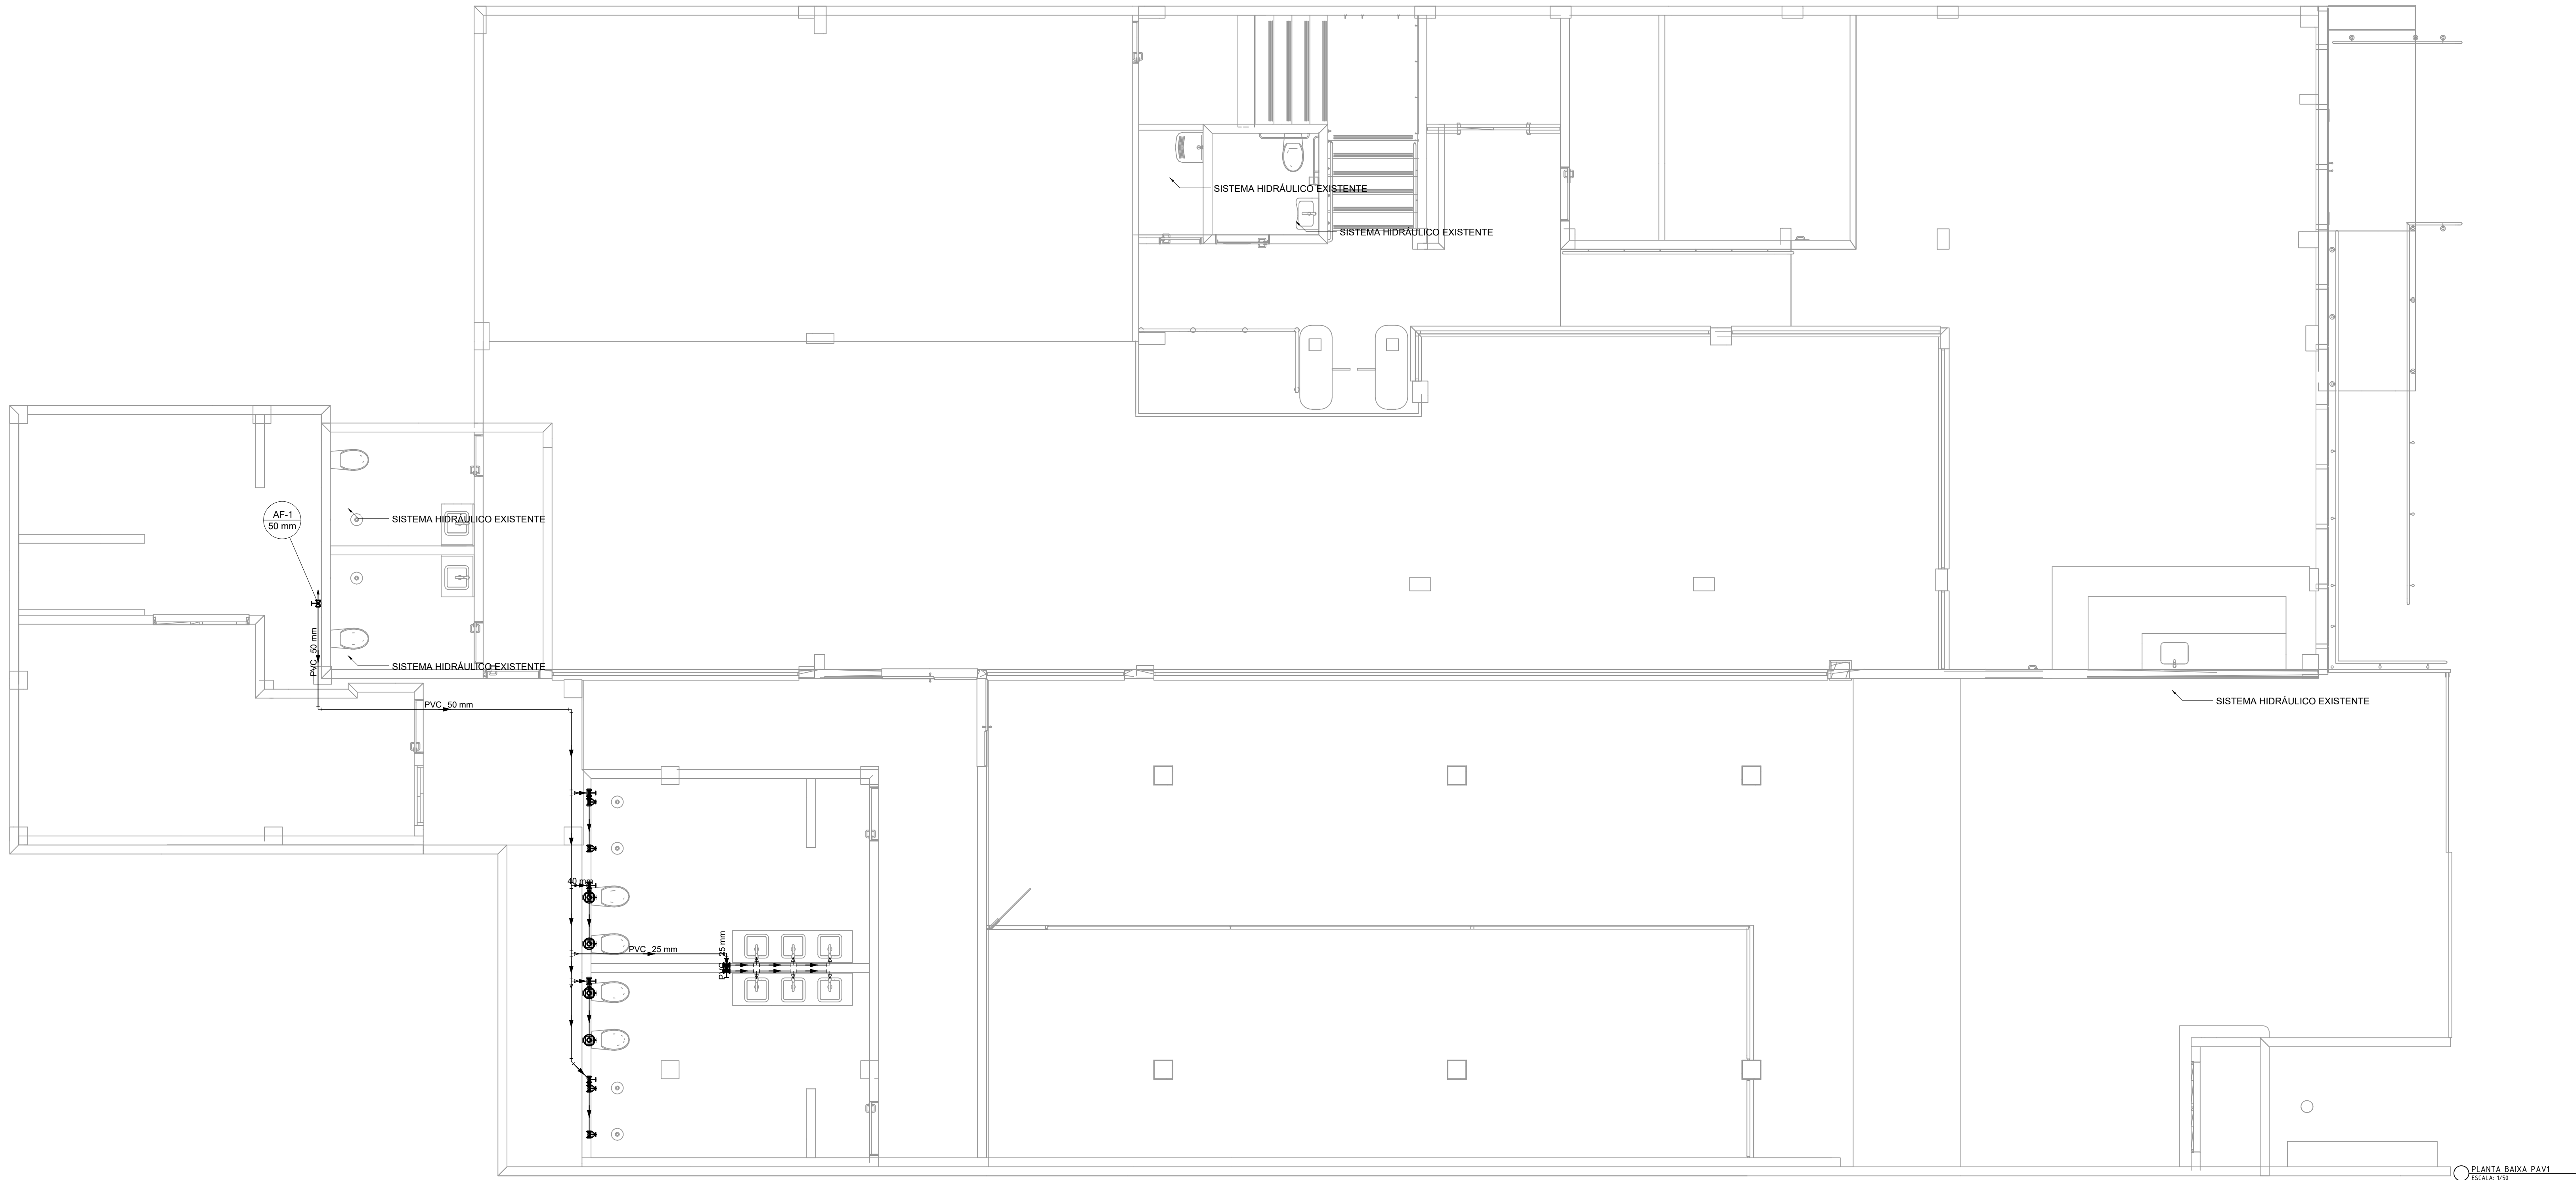 SISTEMA HIDRÁULICO EXISTENTE
SISTEMA HIDRÁULICO EXISTENTE
AF-1
50 mm
SISTEMA HIDRÁULICO EXISTENTE
PVC 50 mm
SISTEMA HIDRÁULICO EXISTENTE
PVC 50 mm
SISTEMA HIDRÁULICO EXISTENTE
40 mm
PVC 25 mm
PVC 25 mm
PLANTA BAIXA PAV1
ESCALA: 1/50